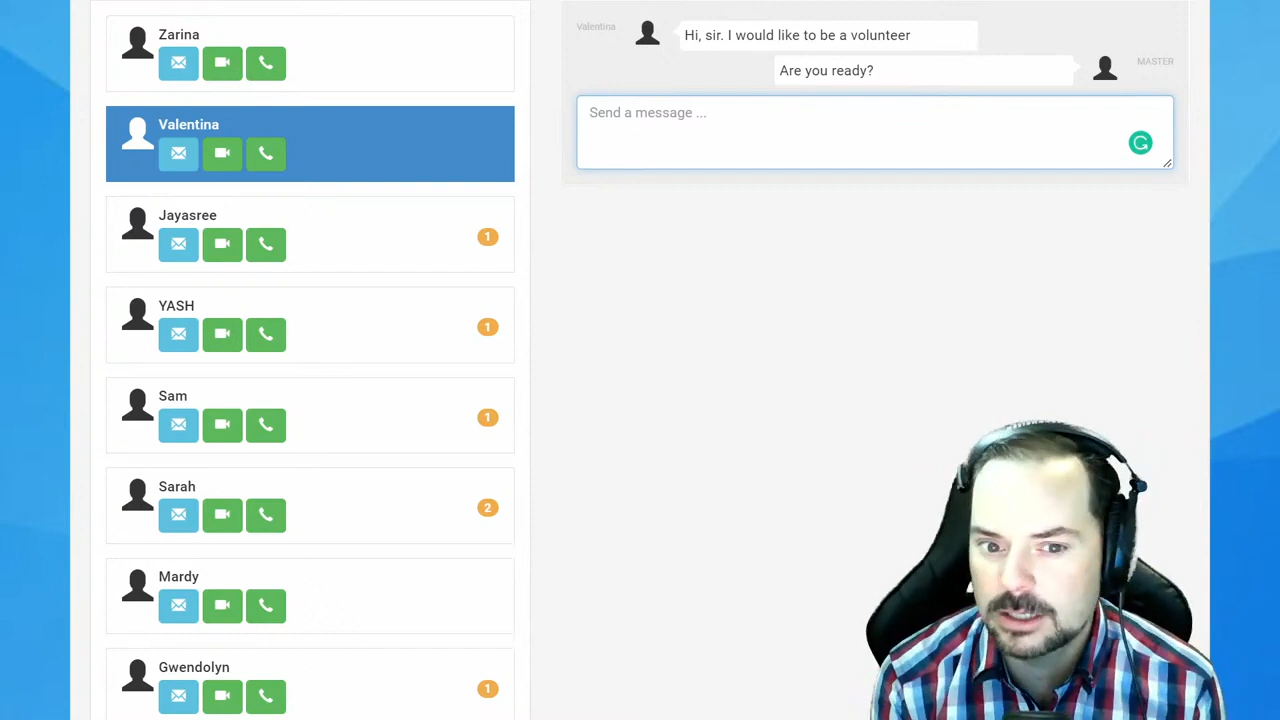 Zarina
Valentina
Jayasree
1
YASH
1
Sam
1
Sarah
2
Mardy
Gwendolyn
1
Valentina
Hi, sir. I would like to be a volunteer
Are you ready?
MASTER
Send a message ...